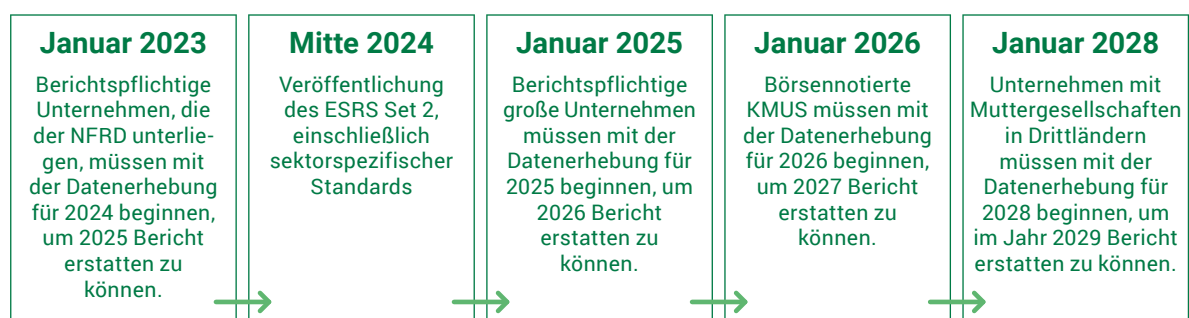 Januar 2023
Berichtspflichtige
Unternehmen, die
der NFRD unterlie-
gen, müssen mit
der Datenerhebung
für 2024 beginnen,
um 2025 Bericht
erstatten zu
können.
Mitte 2024
Veröffentlichung
des ESRS Set 2,
einschließlich
sektorspezifischer
Standards
Januar 2025
Berichtspflichtige
große Unternehmen
müssen mit der
Datenerhebung für
2025 beginnen, um
2026 Bericht
erstatten zu
können.
Januar 2026
Börsennotierte
KMUS müssen mit
der Datenerhebung
für 2026 beginnen,
um 2027 Bericht
erstatten zu
können.
Januar 2028
Unternehmen mit
Muttergesellschaften
in Drittländern
müssen mit der
Datenerhebung für
2028 beginnen, um
im Jahr 2029 Bericht
erstatten zu können.